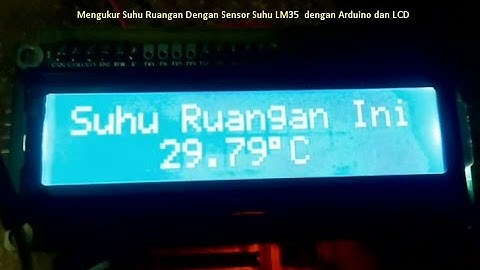 Mengukur Suhu Ruangan Dengan Sensor Suhu LM35 dengan Arduino dan LCD
Suhu Ruangan Ini
29.79°C